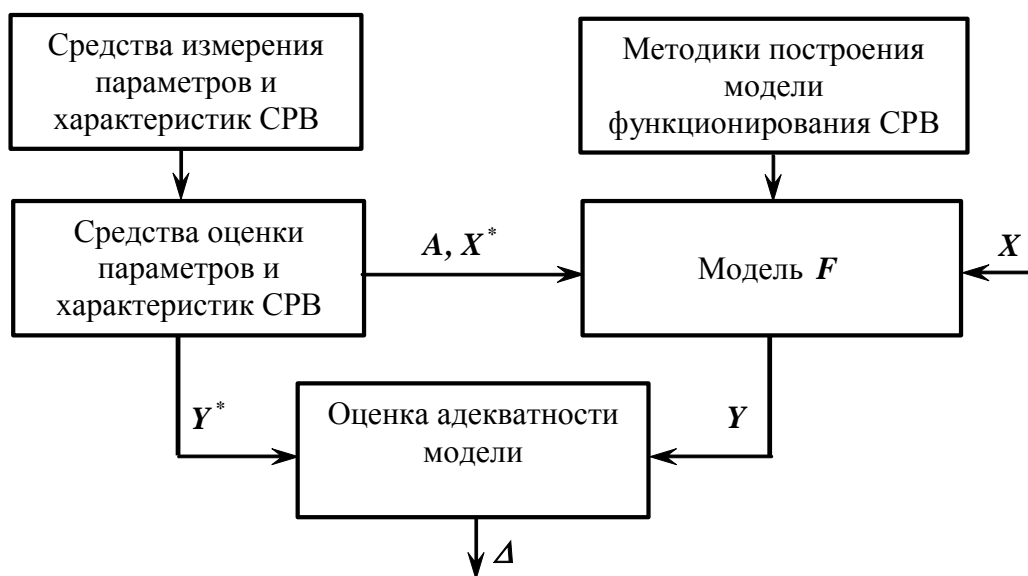 Средства измерения
параметров и
характеристик СРВ
Методики построения
модели
функционирования СРВ
Средства оценки
параметров и
характеристик СРВ
A, X*
Модель F
X
Y*
Оценка адекватности
модели
Y
Δ